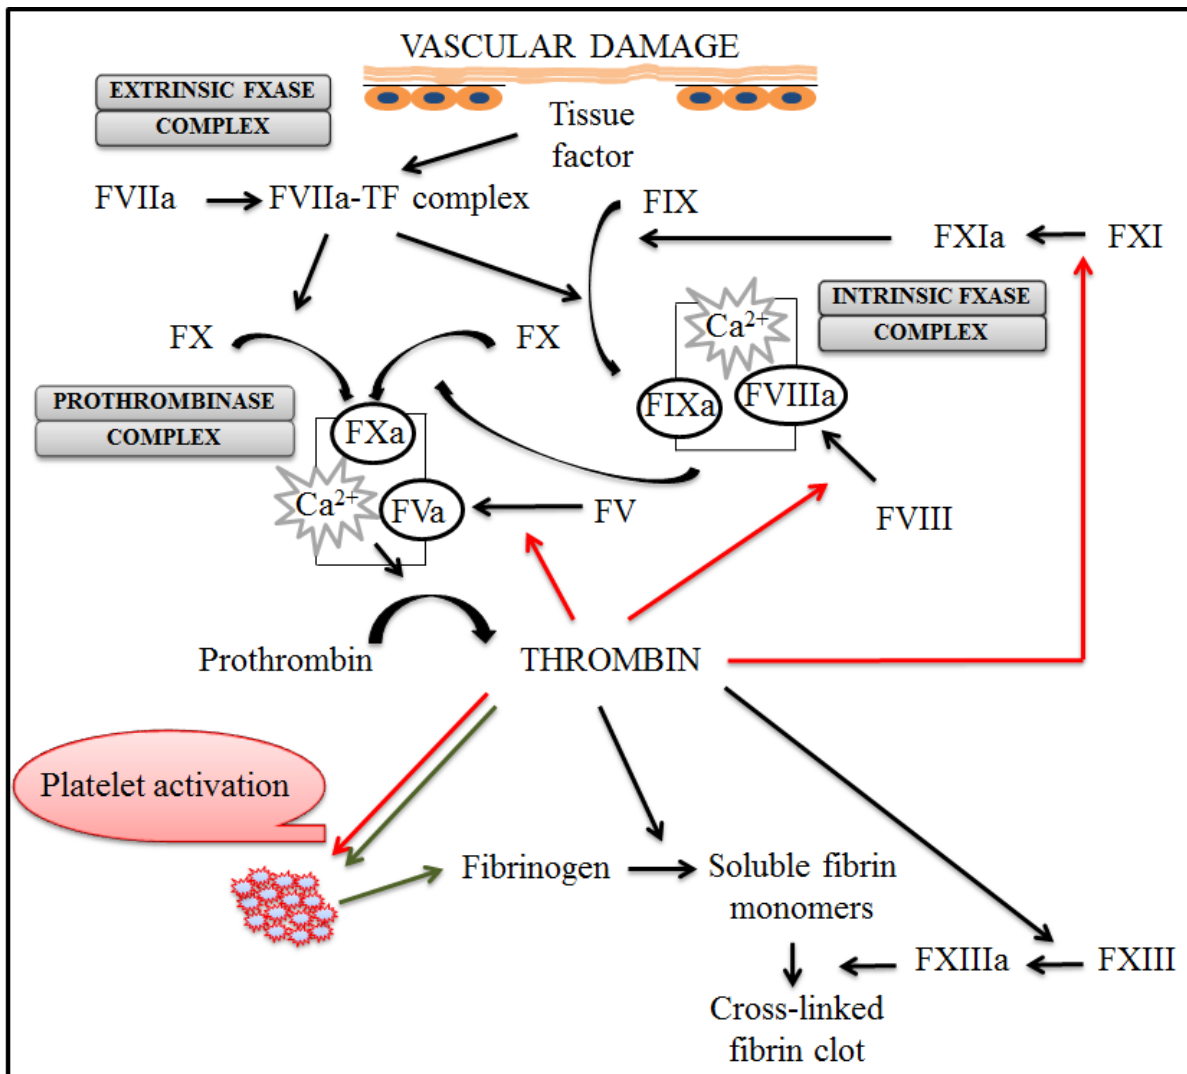 VASCULAR DAMAGE
EXTRINSIC FXASE
COMPLEX
Tissue
factor
FVIIa
FVIIa-TF complex
FIX
FXIa
FXI
INTRINSIC FXASE
COMPLEX
Ca²⁺
FX
FX
FIXa
FVIIIa
PROTHROMBINASE
COMPLEX
FXa
Ca²⁺
FVa
FV
FVIII
Prothrombin
THROMBIN
Platelet activation
Fibrinogen
Soluble fibrin
monomers
FXIIIa
FXIII
Cross-linked
fibrin clot